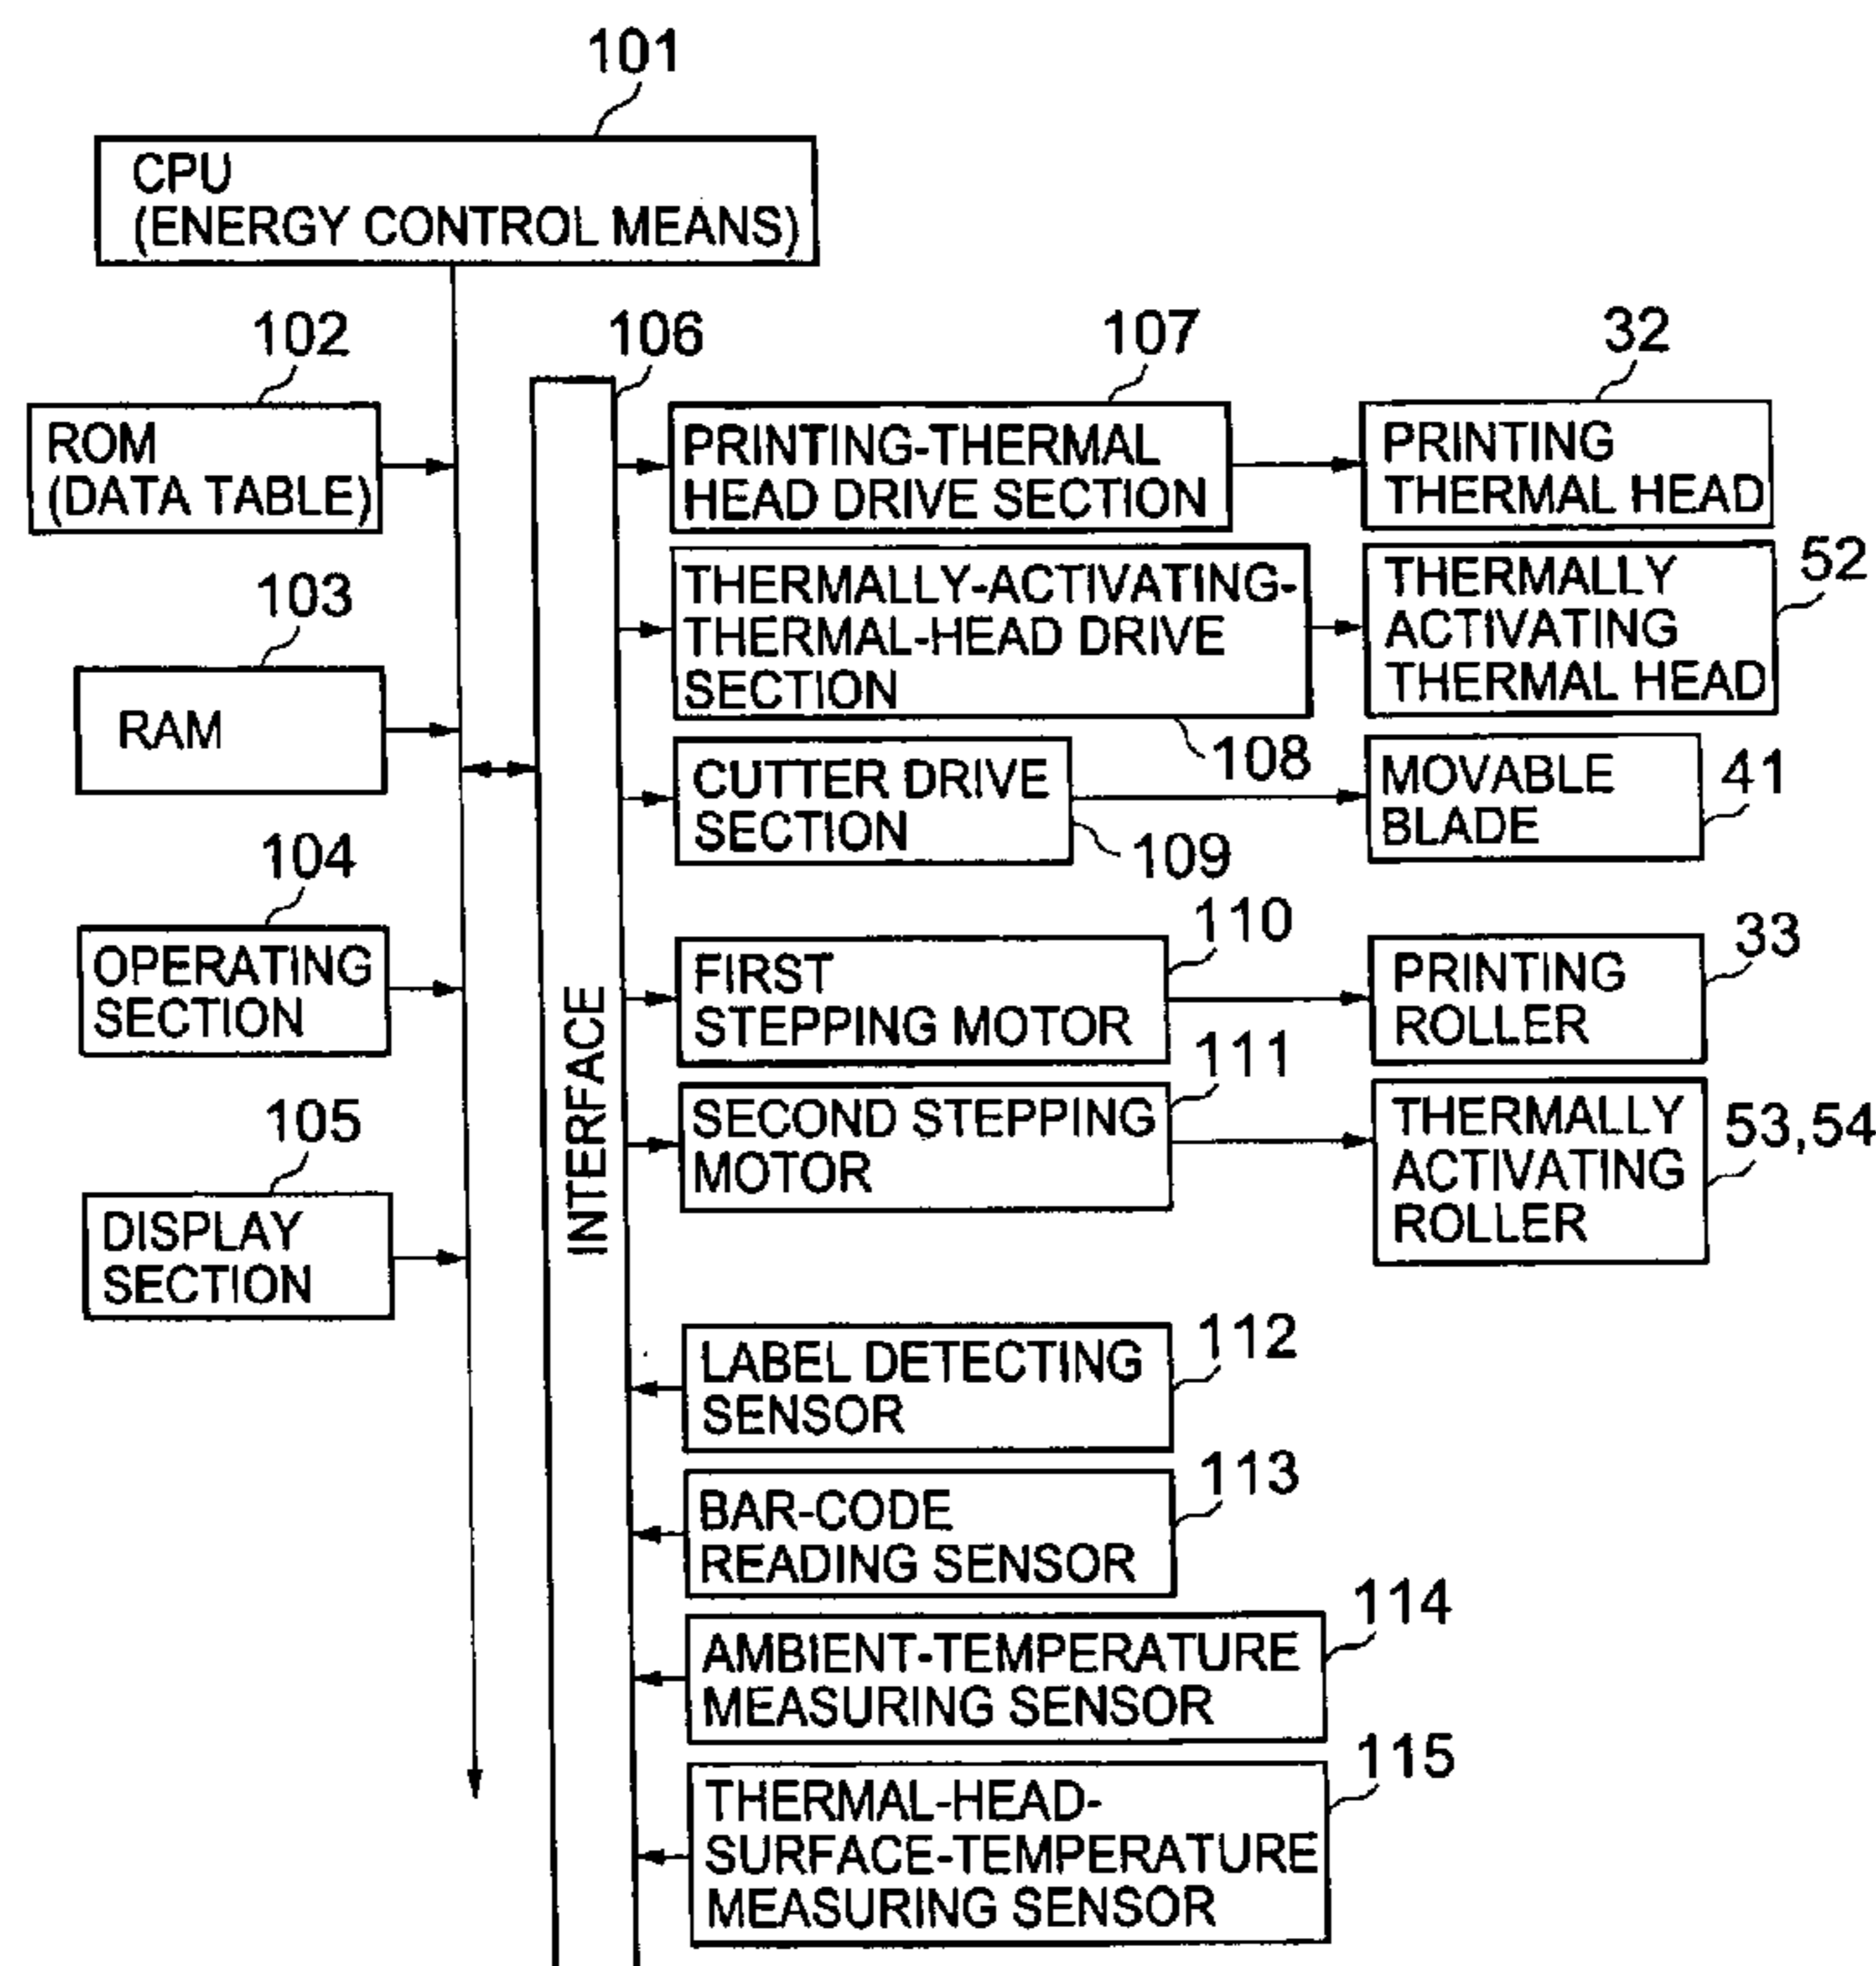 101
CPU
(ENERGY CONTROL MEANS)
102
106
107
32
ROM
(DATA TABLE)
PRINTING-THERMAL
HEAD DRIVE SECTION
PRINTING
THERMAL HEAD
103
RAM
THERMALLY-ACTIVATING-
THERMAL-HEAD DRIVE
SECTION
108
THERMALLY
ACTIVATING
THERMAL HEAD
52
CUTTER DRIVE
SECTION
109
MOVABLE
BLADE
41
104
OPERATING
SECTION
INTERFACE
FIRST
STEPPING MOTOR
110
PRINTING
ROLLER
33
105
DISPLAY
SECTION
SECOND STEPPING
MOTOR
111
THERMALLY
ACTIVATING
ROLLER
53,54
LABEL DETECTING
SENSOR
112
BAR-CODE
READING SENSOR
113
AMBIENT-TEMPERATURE
MEASURING SENSOR
114
THERMAL-HEAD-
SURFACE-TEMPERATURE
MEASURING SENSOR
115